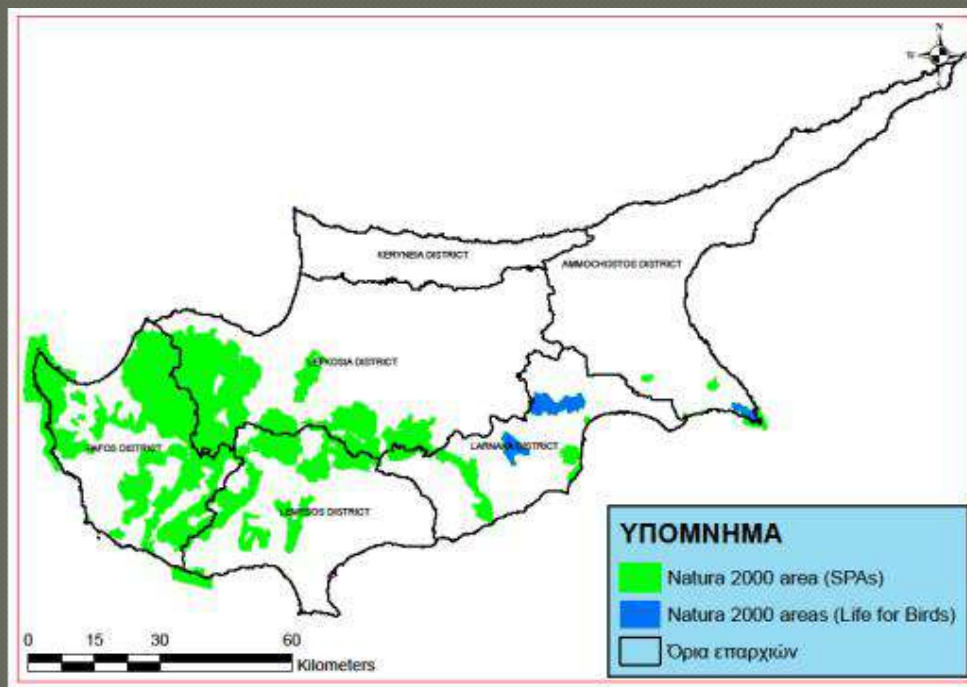 N
W
KERYNEIA DISTRICT
AMMOCHOSTOS DISTRICT
LEFKOSIA DISTRICT
PAFOS DISTRICT
LARNAKA DISTRICT
LEMESOS DISTRICT
ΥΠΟΜΝΗΜΑ
Natura 2000 area (SPAs)
Natura 2000 areas (Life for Birds)
Όρια επαρχιών
0 15 30 60
Kilometers